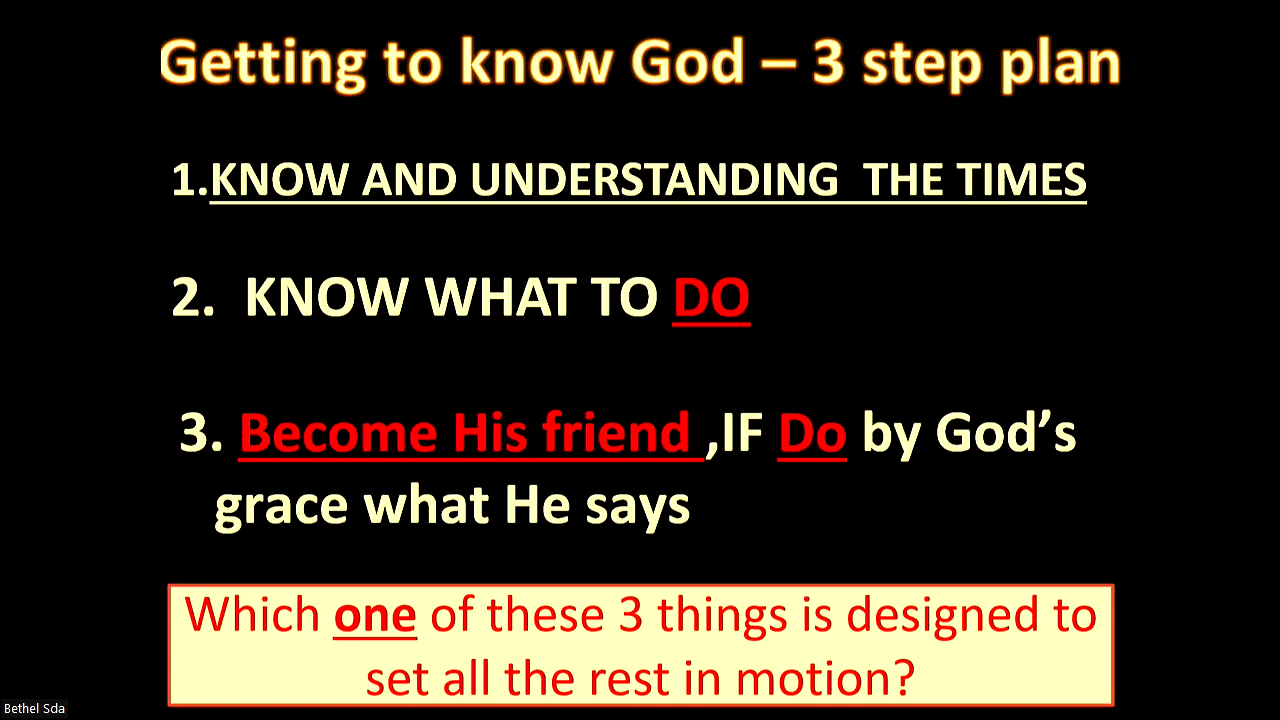 Getting to know God – 3 step plan
1.KNOW AND UNDERSTANDING  THE TIMES
2.  KNOW WHAT TO DO
3. Become His friend ,IF Do by God’s
grace what He says
Which one of these 3 things is designed to
set all the rest in motion?
Bethel Sda